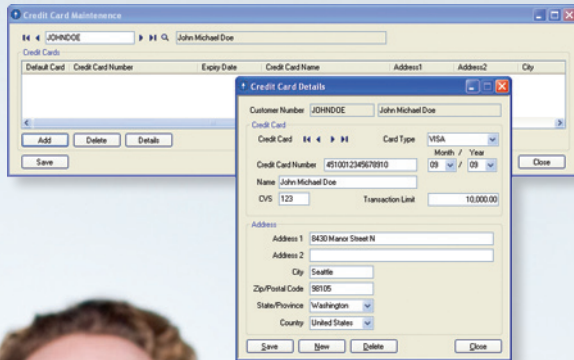 Credit Card Maintenence
JOHNDOE John Michael Doe
Credit Cards
Default Card Credit Card Number Expiry Date Credit Card Name Address1 Address2 City
Add Delete Details
Save Close
Credit Card Details
Customer Number JOHNDOE John Michael Doe
Credit Card
Credit Card Card Type VISA
Month / Year
Credit Card Number 4510012345678910 09 / 09
Name John Michael Doe
CVS 123 Transaction Limit 10,000.00
Address
Address 1 8430 Manor Street N
Address 2
City Seattle
Zip/Postal Code 98105
State/Province Washington
Country United States
Save New Delete Close